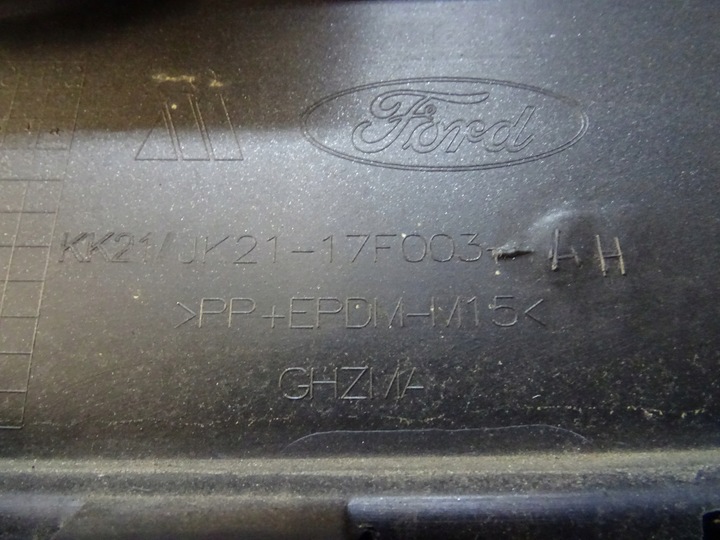 Ford
KK21/JK21-17F003-AH
>PP+EPDM-M15<
GHZMA